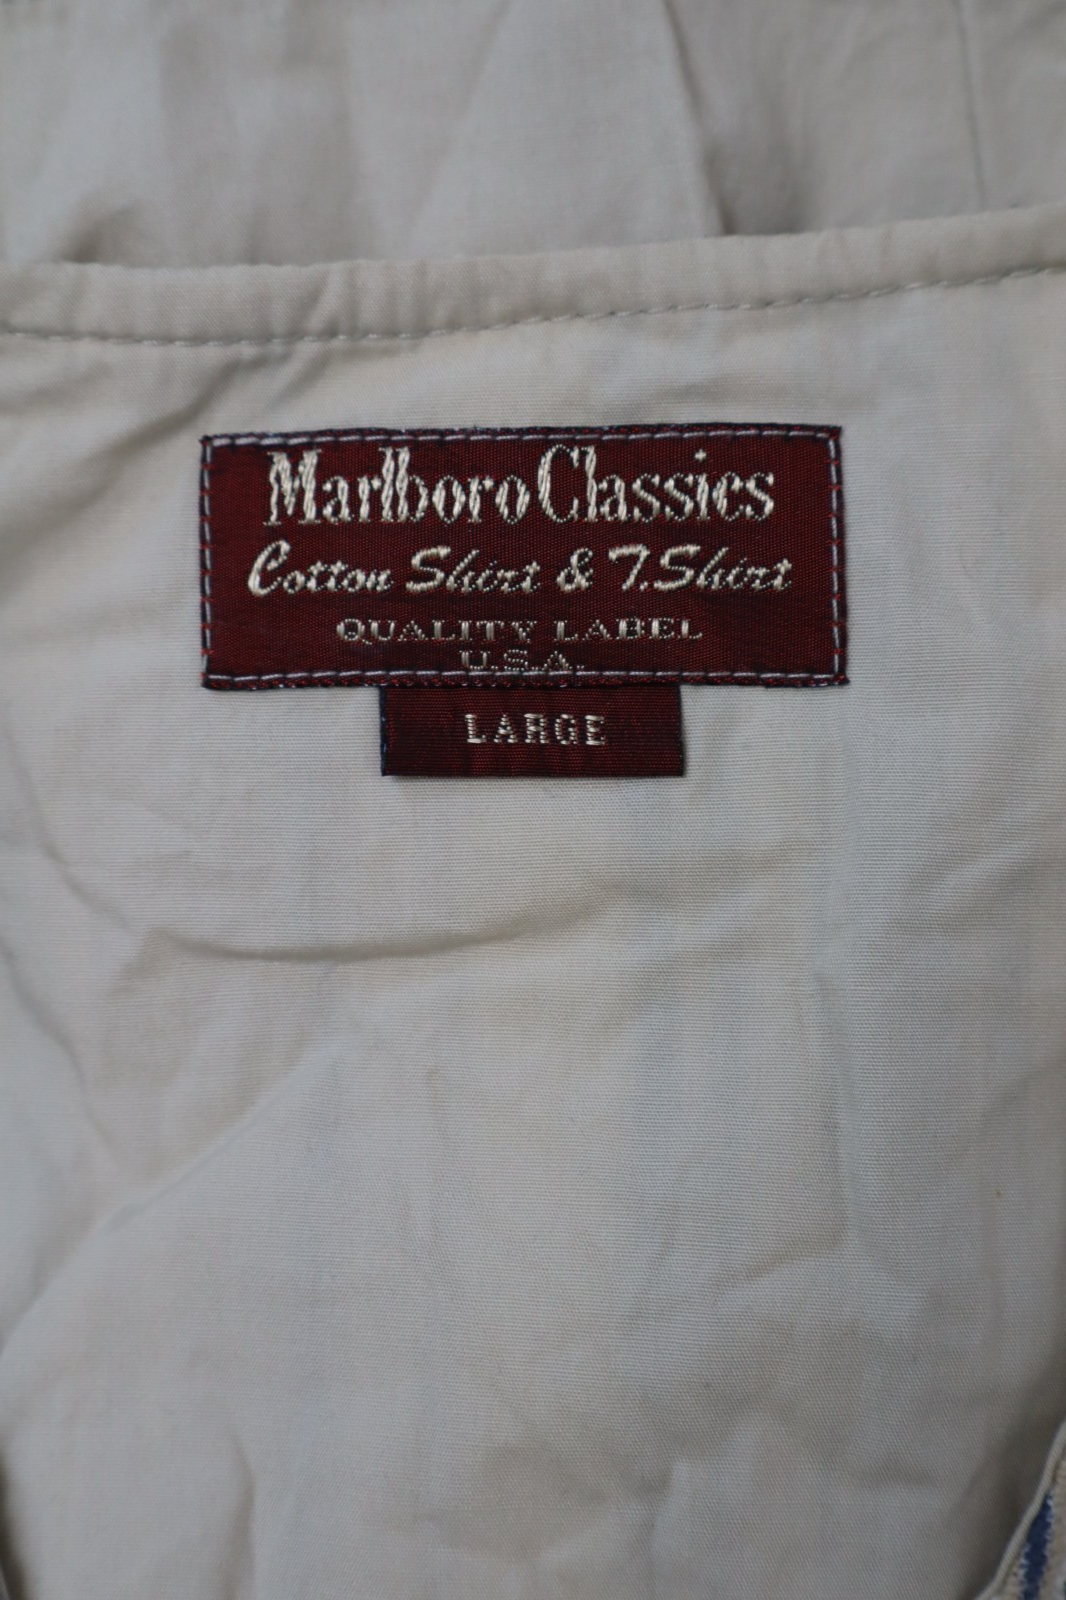 Marlboro Classics
Cotton Shirt & T.Shirt
QUALITY LABEL
U.S.A.
LARGE